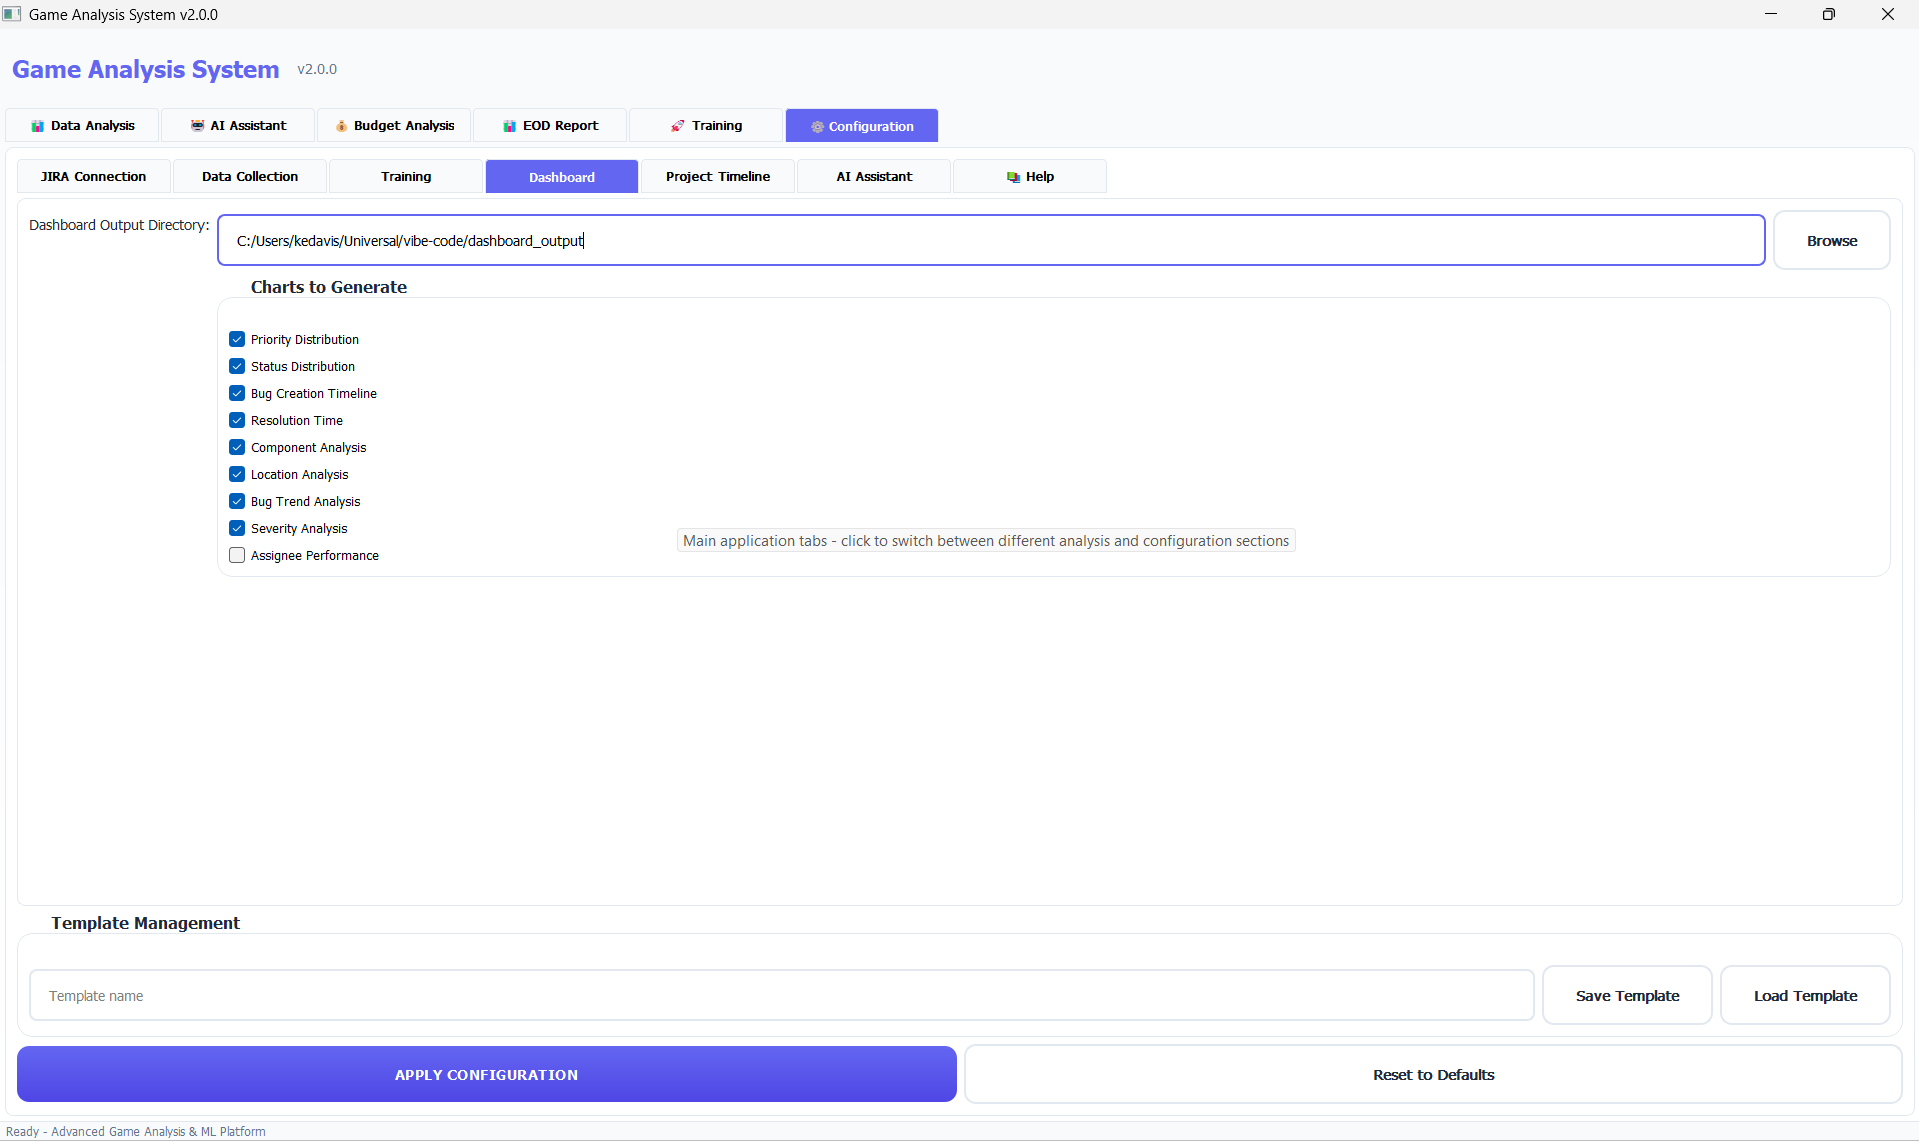 Game Analysis System v2.0.0
Game Analysis System v2.0.0
Data Analysis AI Assistant Budget Analysis EOD Report Training Configuration
JIRA Connection Data Collection Training Dashboard Project Timeline AI Assistant Help
Dashboard Output Directory: C:/Users/kedavis/Universal/vibe-code/dashboard_output Browse
Charts to Generate
Priority Distribution
Status Distribution
Bug Creation Timeline
Resolution Time
Component Analysis
Location Analysis
Bug Trend Analysis
Severity Analysis
Main application tabs - click to switch between different analysis and configuration sections
Assignee Performance
Template Management
Template name Save Template Load Template
APPLY CONFIGURATION Reset to Defaults
Ready - Advanced Game Analysis & ML Platform